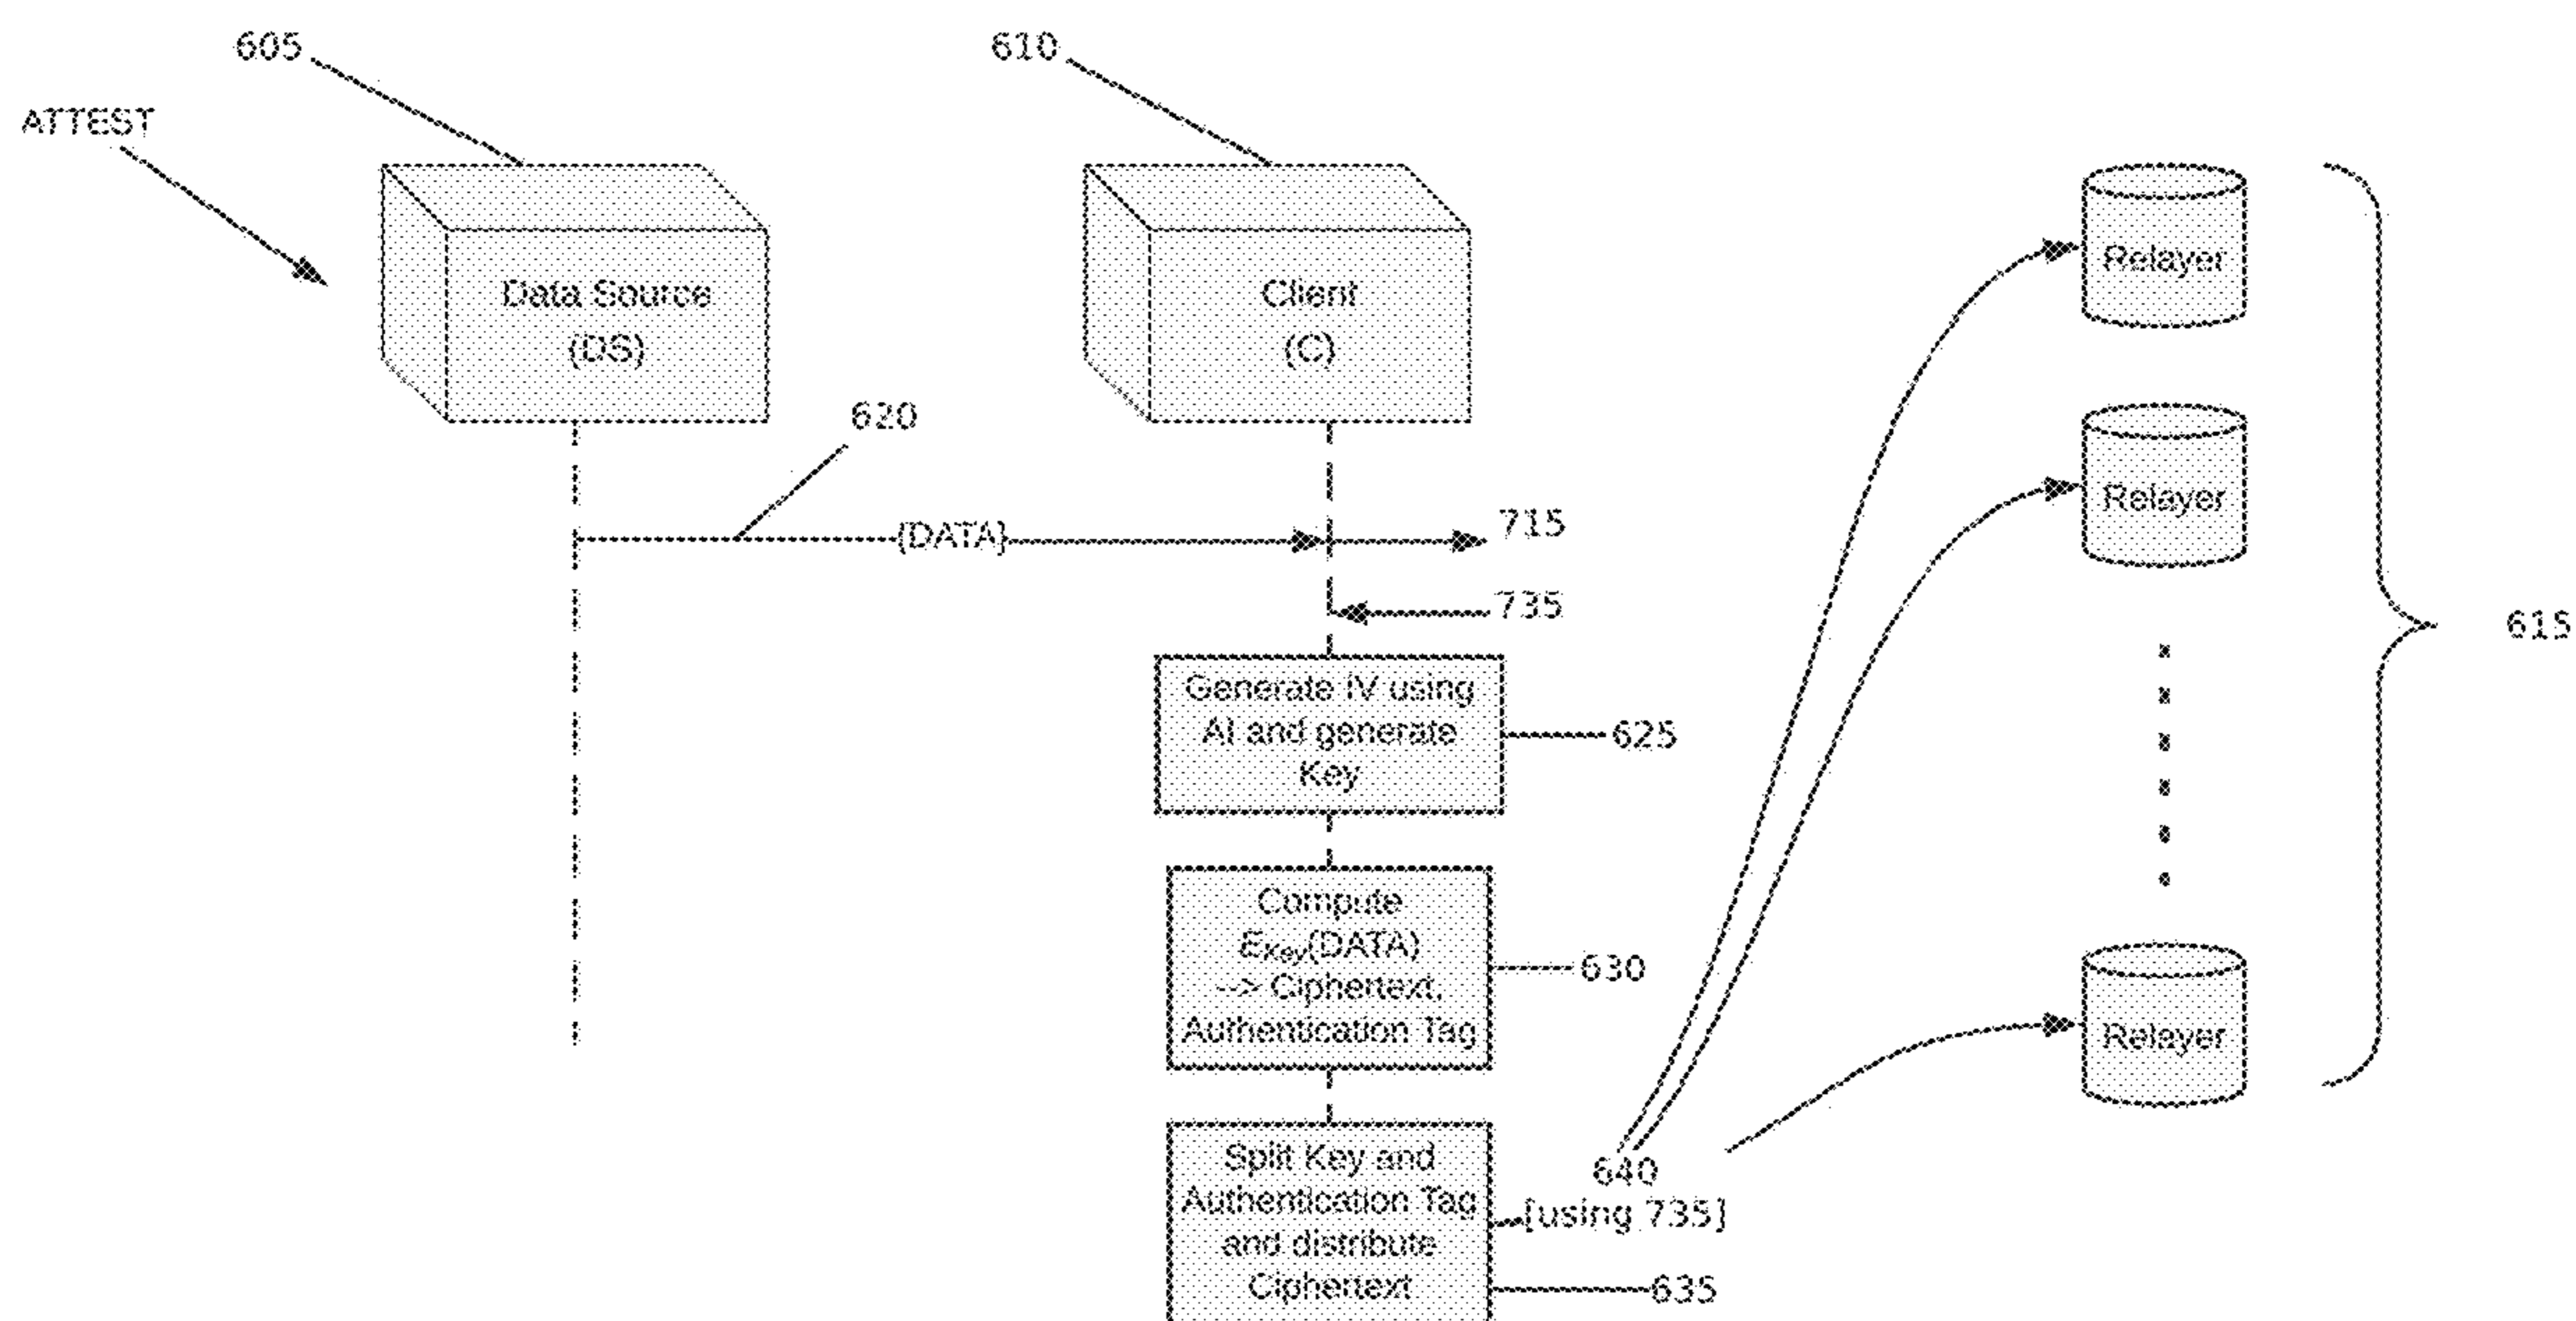 605
610
ATTEST
Data Source
(DS)
Client
(C)
Relayer
620
Relayer
{DATA}
715
735
615
Generate IV using
AI and generate
Key
625
Compute
EKey(DATA)
--> Ciphertext,
Authentication Tag
630
Relayer
Split Key and
Authentication Tag
and distribute
Ciphertext
640
[using 735]
635